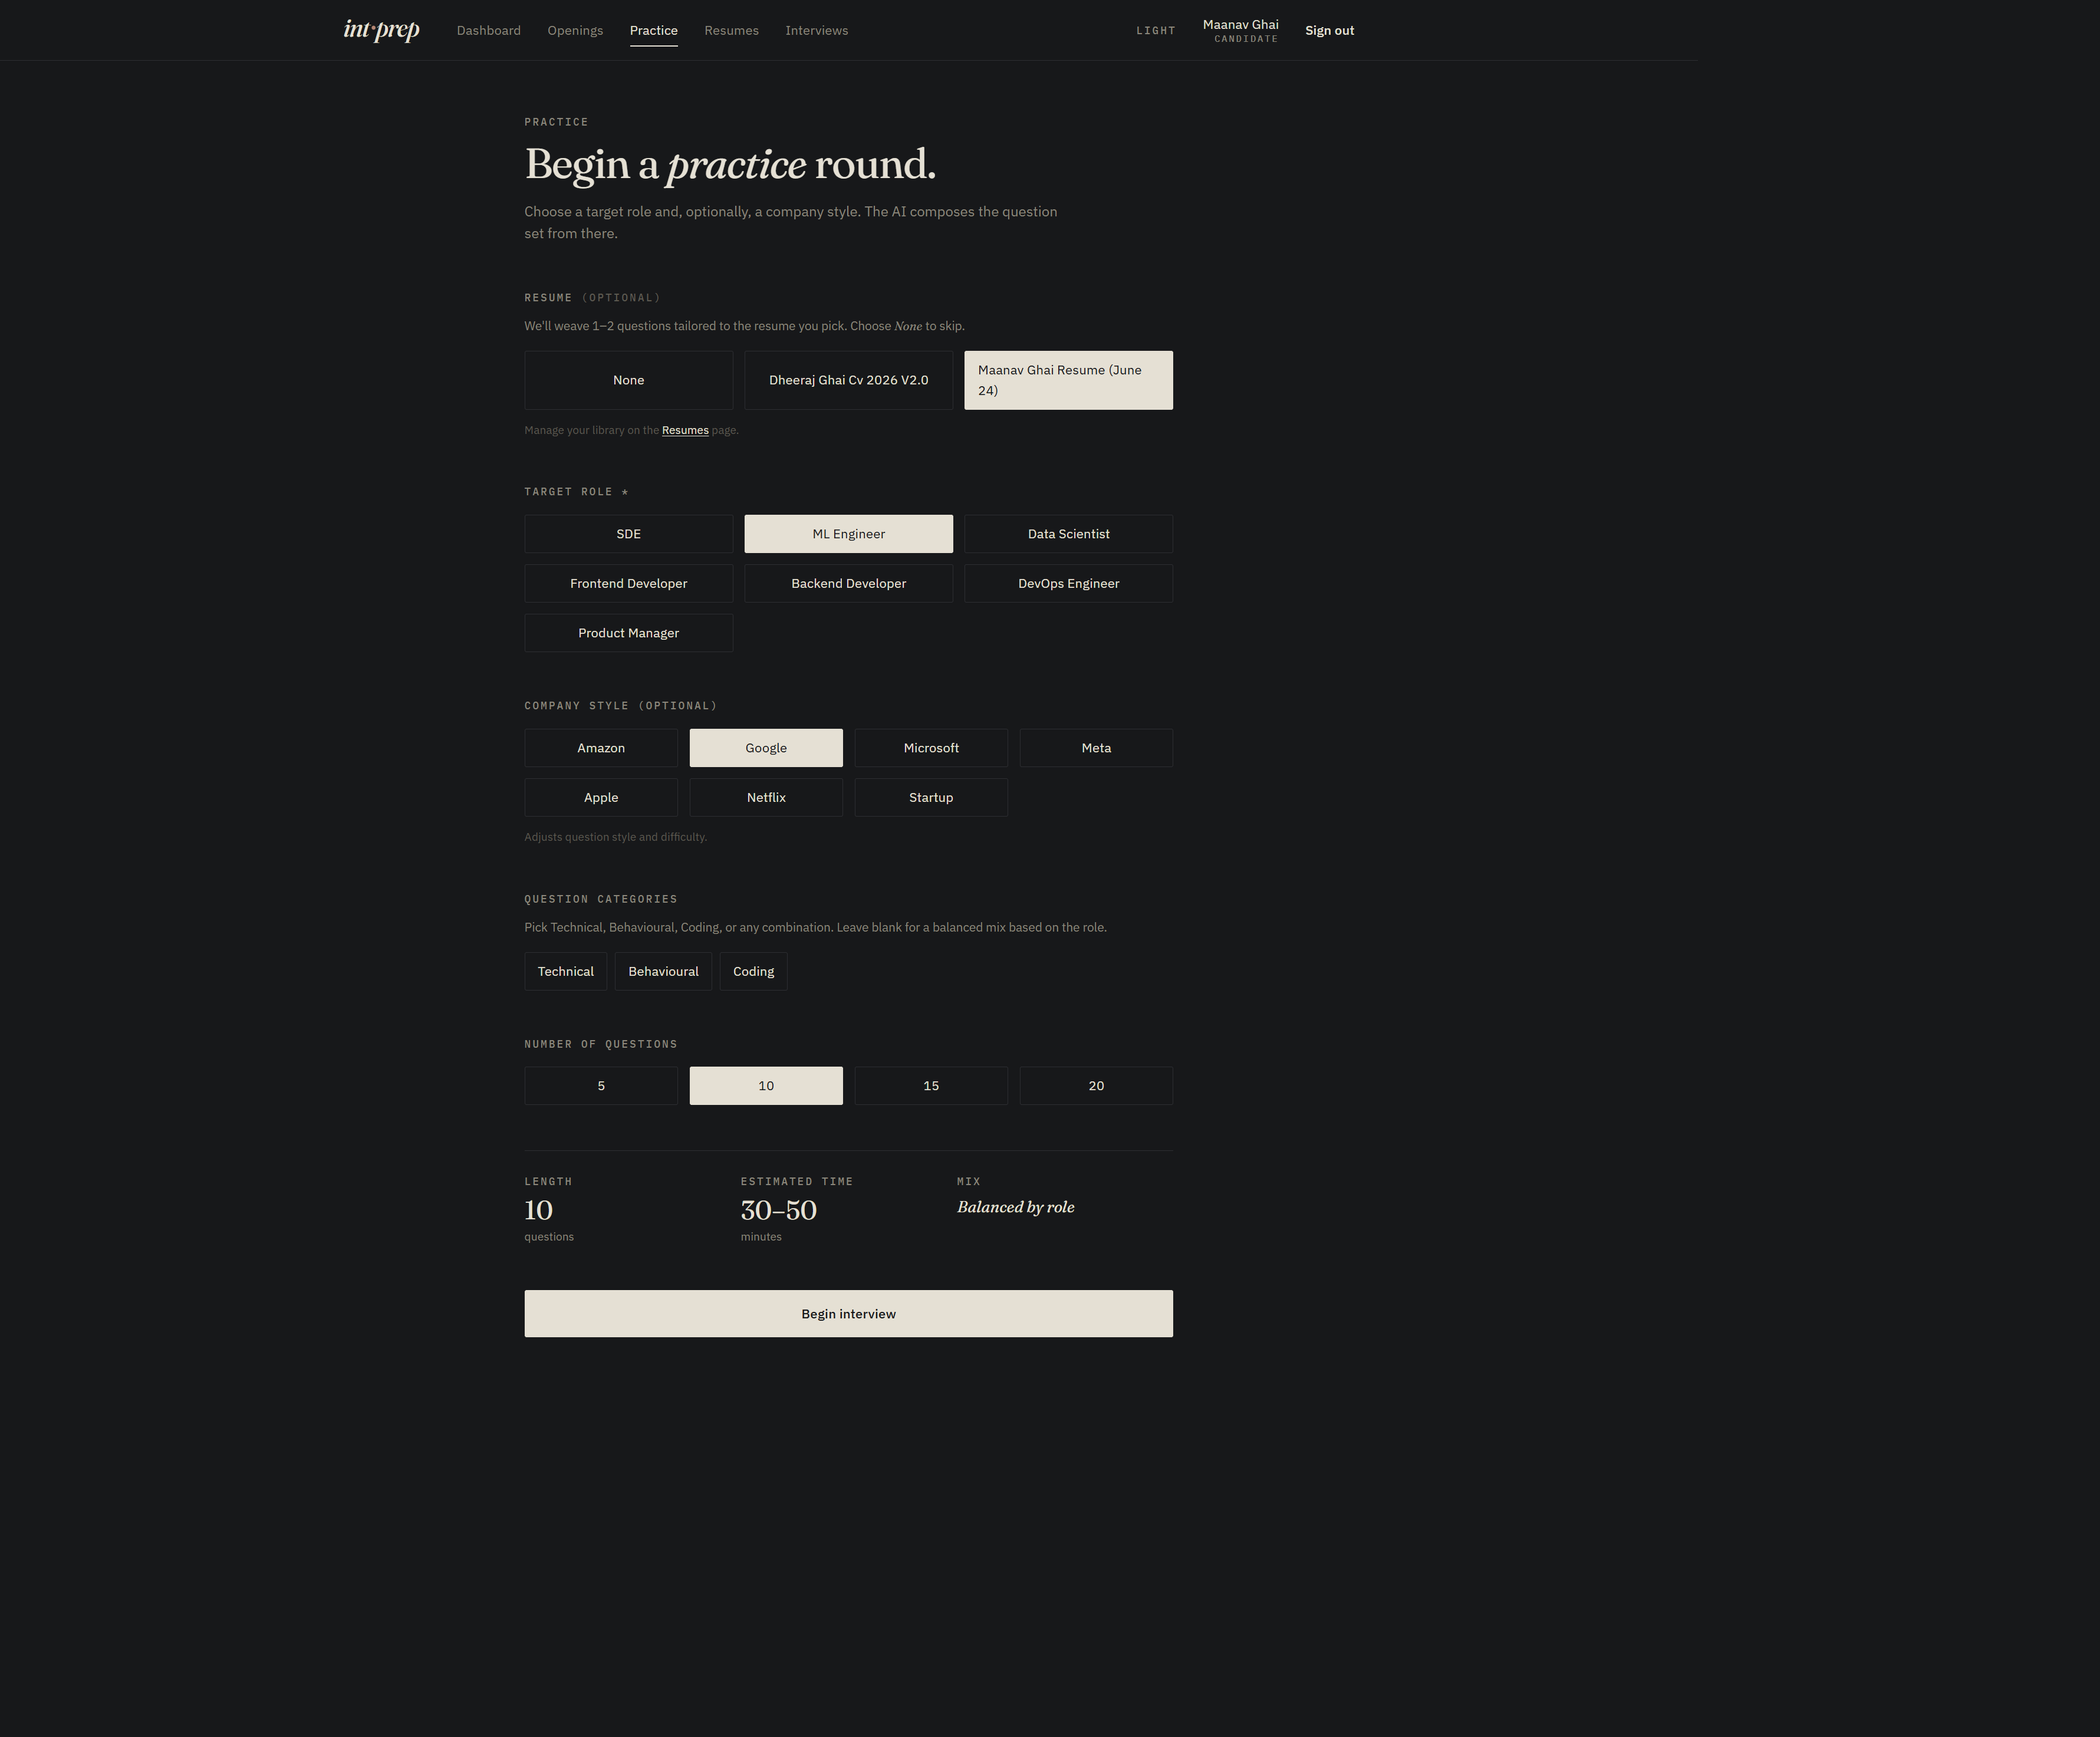 int·prep
Dashboard
Openings
Practice
Resumes
Interviews
LIGHT
Maanav Ghai
CANDIDATE
Sign out
PRACTICE
Begin a practice round.
Choose a target role and, optionally, a company style. The AI composes the question
set from there.
RESUME (OPTIONAL)
We'll weave 1–2 questions tailored to the resume you pick. Choose None to skip.
None
Dheeraj Ghai Cv 2026 V2.0
Maanav Ghai Resume (June
24)
Manage your library on the Resumes page.
TARGET ROLE *
SDE
ML Engineer
Data Scientist
Frontend Developer
Backend Developer
DevOps Engineer
Product Manager
COMPANY STYLE (OPTIONAL)
Amazon
Google
Microsoft
Meta
Apple
Netflix
Startup
Adjusts question style and difficulty.
QUESTION CATEGORIES
Pick Technical, Behavioural, Coding, or any combination. Leave blank for a balanced mix based on the role.
Technical
Behavioural
Coding
NUMBER OF QUESTIONS
5
10
15
20
LENGTH
10
questions
ESTIMATED TIME
30–50
minutes
MIX
Balanced by role
Begin interview